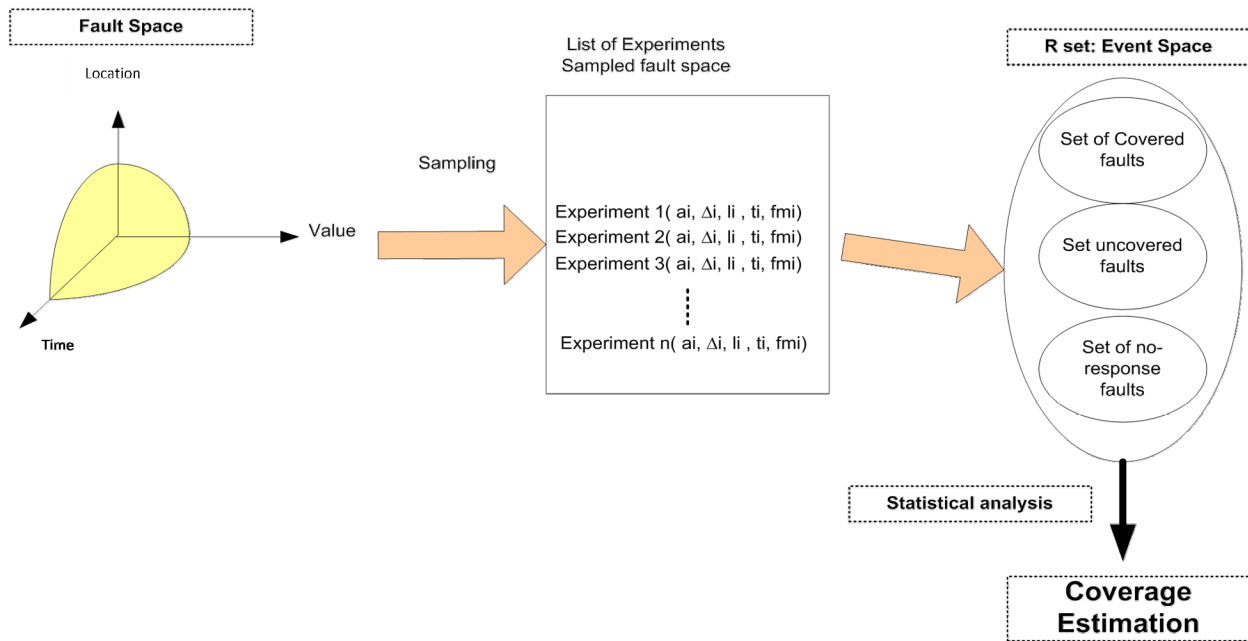 Fault Space
Location
Value
Time
Sampling
List of Experiments
Sampled fault space
Experiment 1( ai, Δi, li , ti, fmi)
Experiment 2( ai, Δi, li , ti, fmi)
Experiment 3( ai, Δi, li , ti, fmi)
Experiment n( ai, Δi, li , ti, fmi)
R set: Event Space
Set of Covered
faults
Set uncovered
faults
Set of no-
response
faults
Statistical analysis
Coverage
Estimation